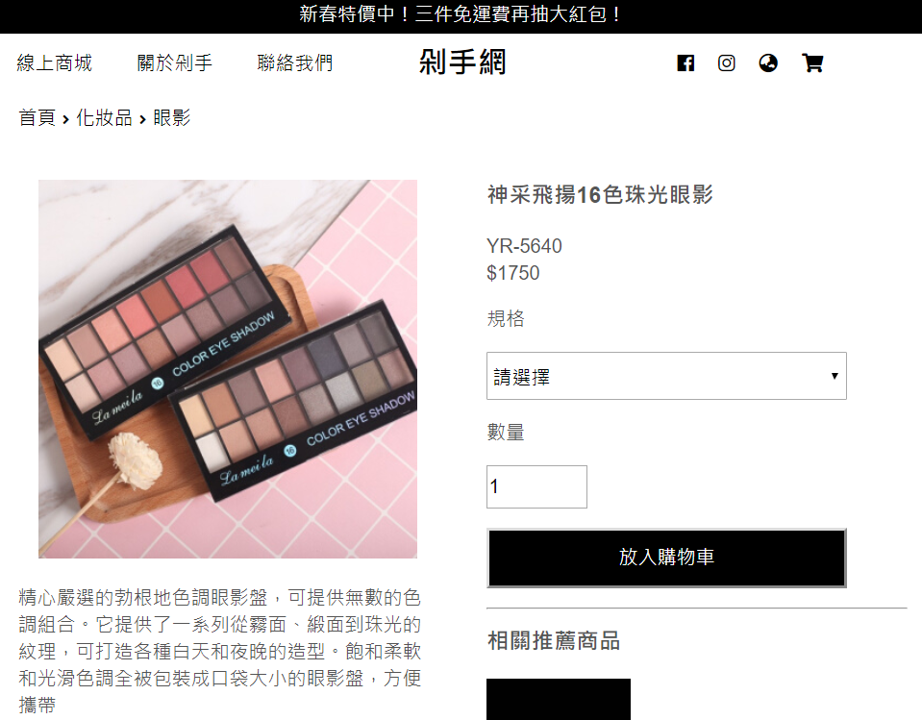 新春特價中！三件免運費再抽大紅包！
線上商城 關於剁手 聯絡我們 剁手網
首頁 › 化妝品 › 眼影
神采飛揚16色珠光眼影
YR-5640
$1750
規格
請選擇
數量
1
放入購物車
相關推薦商品
COLOR EYE SHADOW
16
Lameila
COLOR EYE SHADOW
16
Lameila
精心嚴選的勃根地色調眼影盤，可提供無數的色
調組合。它提供了一系列從霧面、緞面到珠光的
紋理，可打造各種白天和夜晚的造型。飽和柔軟
和光滑色調全被包裝成口袋大小的眼影盤，方便
攜帶